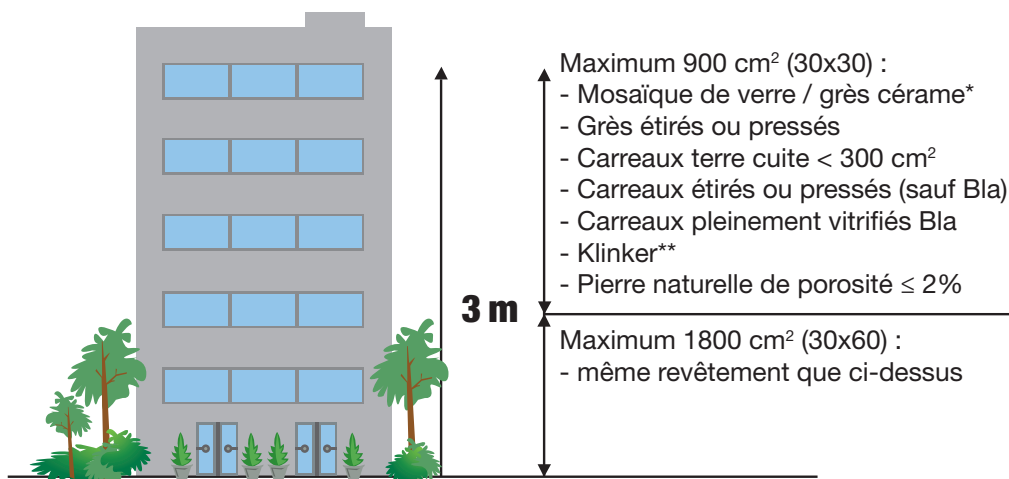 Maximum 900 cm² (30x30) :
- Mosaïque de verre / grès cérame*
- Grès étirés ou pressés
- Carreaux terre cuite < 300 cm²
- Carreaux étirés ou pressés (sauf Bla)
- Carreaux pleinement vitrifiés Bla
- Klinker**
- Pierre naturelle de porosité ≤ 2%
3 m
Maximum 1800 cm² (30x60) :
- même revêtement que ci-dessus